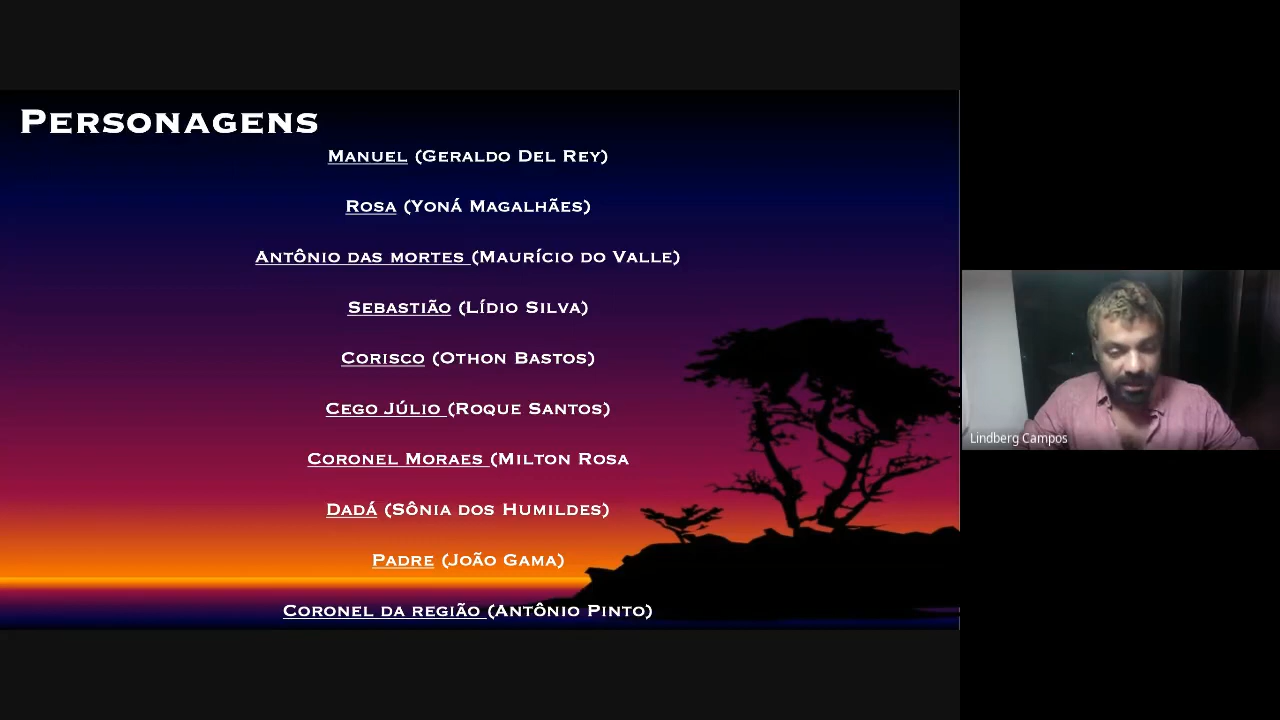 Personagens
Manuel (Geraldo Del Rey)
Rosa (Yoná Magalhães)
Antônio das mortes (Maurício do Valle)
Sebastião (Lídio Silva)
Corisco (Othon Bastos)
Cego Júlio (Roque Santos)
Coronel Moraes (Milton Rosa
Dadá (Sônia dos Humildes)
Padre (João Gama)
Coronel da região (Antônio Pinto)
Lindberg Campos